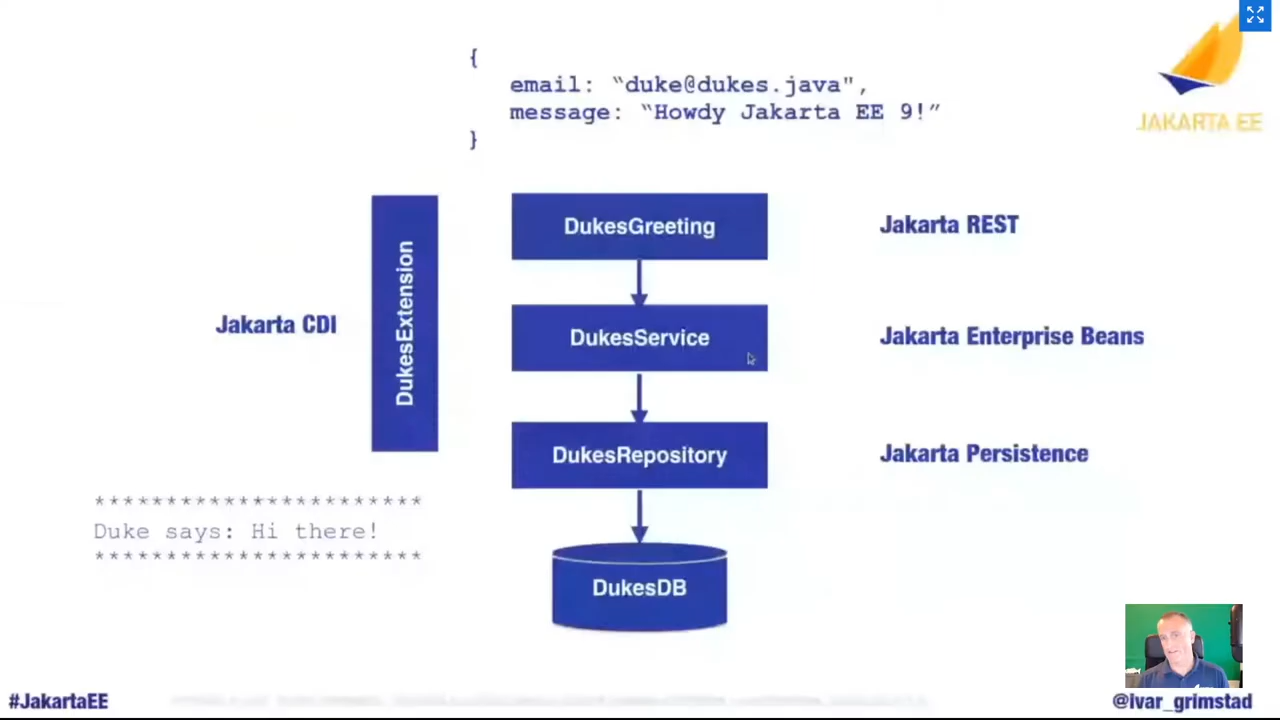 {
email: “duke@dukes.java",
message: “Howdy Jakarta EE 9!”
}
JAKARTA EE
DukesGreeting
Jakarta REST
DukesExtension
Jakarta CDI
DukesService
Jakarta Enterprise Beans
DukesRepository
Jakarta Persistence
***********************
Duke says: Hi there!
***********************
DukesDB
#JakartaEE
@ivar_grimstad